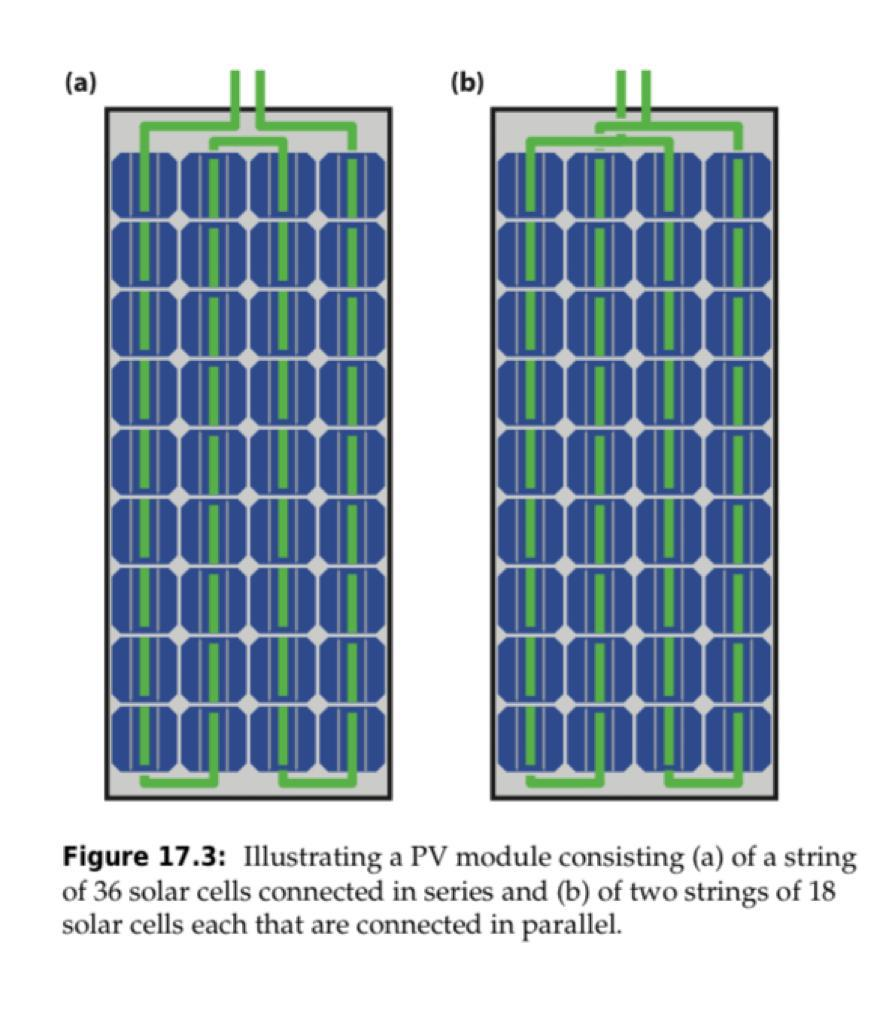 (a) (b)
Figure 17.3: Illustrating a PV module consisting (a) of a string
of 36 solar cells connected in series and (b) of two strings of 18
solar cells each that are connected in parallel.